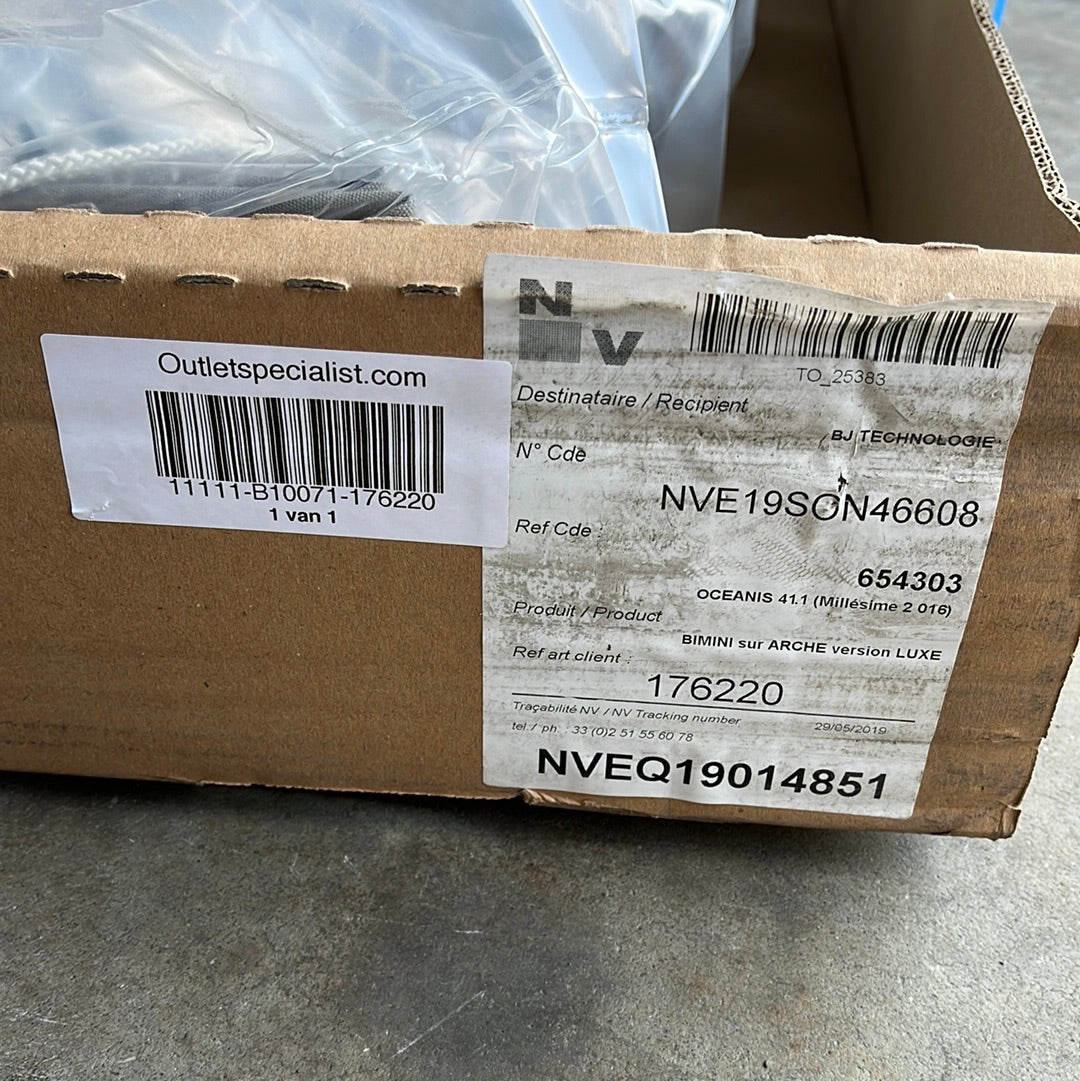 Outletspecialist.com
11111-B10071-176220
1 van 1
N
V
TO_25383
Destinataire / Recipient
BJ TECHNOLOGIE
N° Cde
NVE19SON46608
Ref Cde :
654303
OCEANIS 41.1 (Millésime 2 016)
Produit / Product
BIMINI sur ARCHE version LUXE
Ref art client :
176220
Traçabilité NV / NV Tracking number
29/05/2019
tel./ ph. : 33 (0)2 51 55 60 78
NVEQ19014851